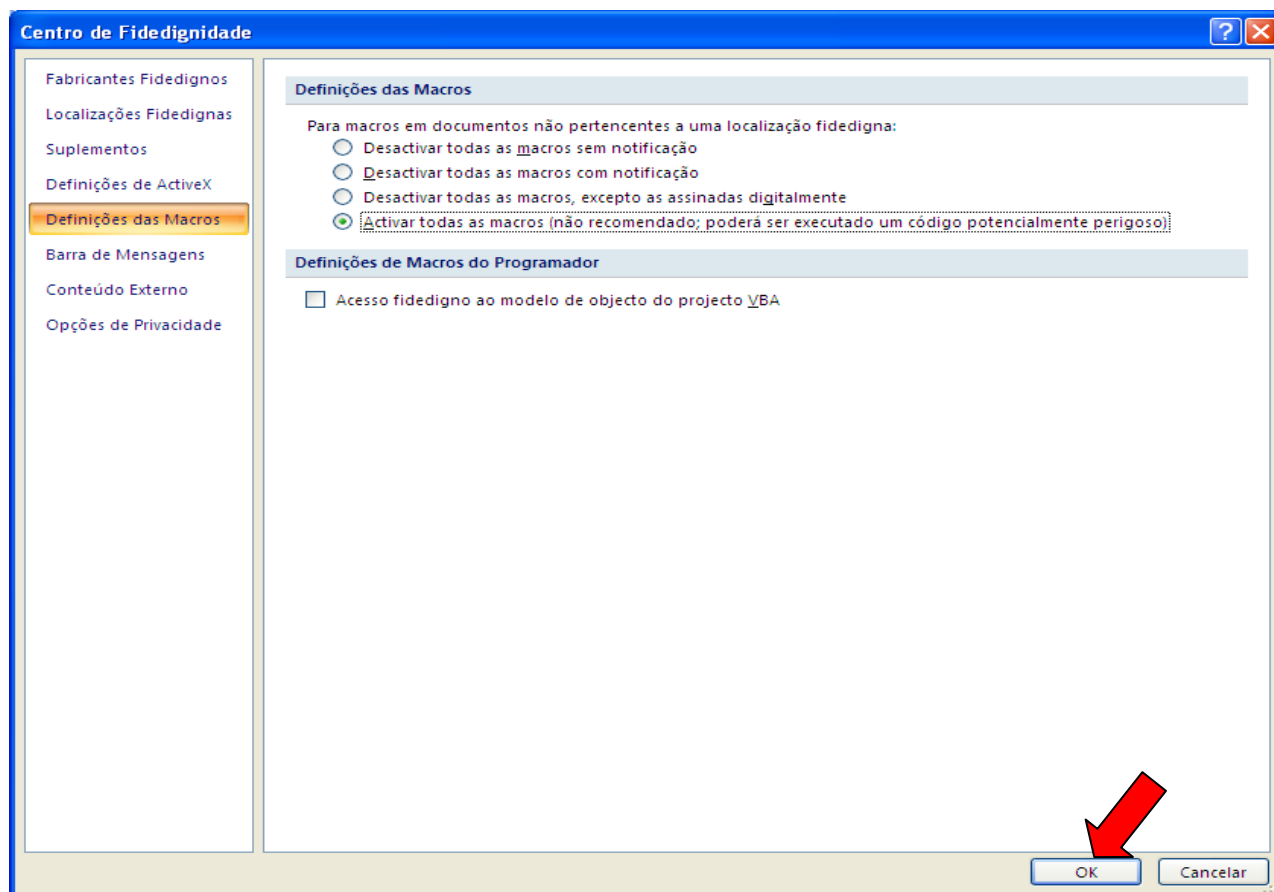 Centro de Fidedignidade
Fabricantes Fidedignos
Localizações Fidedignas
Suplementos
Definições de ActiveX
Definições das Macros
Barra de Mensagens
Conteúdo Externo
Opções de Privacidade
Definições das Macros
Para macros em documentos não pertencentes a uma localização fidedigna:
Desactivar todas as macros sem notificação
Desactivar todas as macros com notificação
Desactivar todas as macros, excepto as assinadas digitalmente
Activar todas as macros (não recomendado; poderá ser executado um código potencialmente perigoso)
Definições de Macros do Programador
Acesso fidedigno ao modelo de objecto do projecto VBA
OK
Cancelar